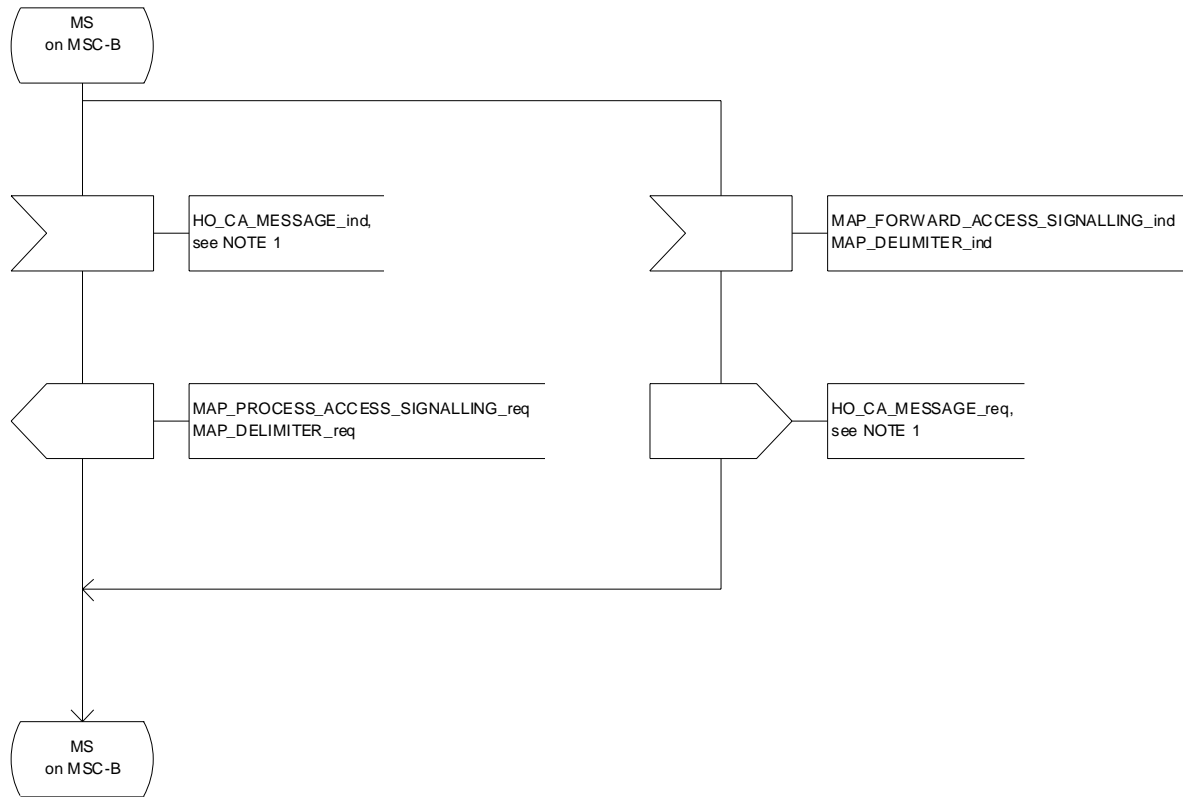 MS
on MSC-B
HO_CA_MESSAGE_ind,
see NOTE 1
MAP_FORWARD_ACCESS_SIGNALLING_ind
MAP_DELIMITER_ind
MAP_PROCESS_ACCESS_SIGNALLING_req
MAP_DELIMITER_req
HO_CA_MESSAGE_req,
see NOTE 1
MS
on MSC-B